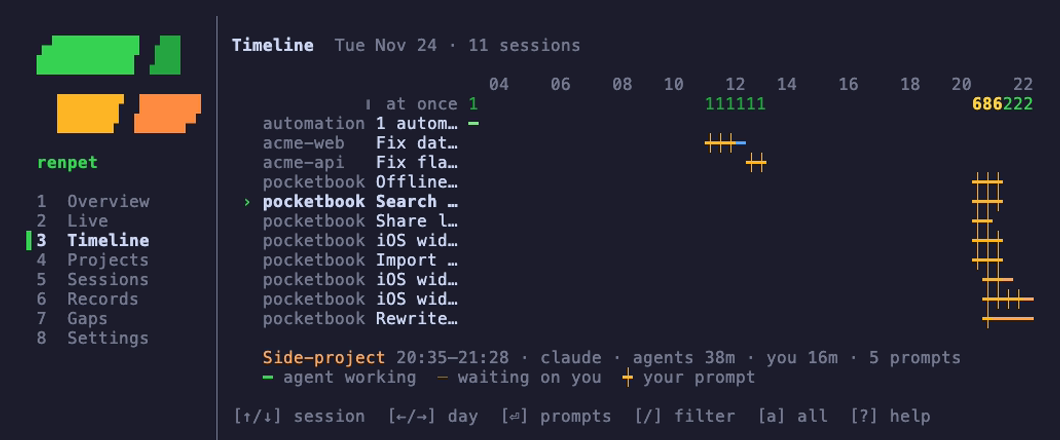 Timeline  Tue Nov 24 · 11 sessions
04 06 08 10 12 14 16 18 20 22
at once 1 111111 686222
automation 1 autom…
acme-web Fix dat…
acme-api Fix fla…
pocketbook Offline…
› pocketbook Search …
pocketbook Share l…
pocketbook iOS wid…
pocketbook Import …
pocketbook iOS wid…
pocketbook iOS wid…
pocketbook Rewrite…
Side-project 20:35–21:28 · claude · agents 38m · you 16m · 5 prompts
agent working — waiting on you your prompt
[↑/↓] session [←/→] day [⏎] prompts [/] filter [a] all [?] help
renpet
1 Overview
2 Live
3 Timeline
4 Projects
5 Sessions
6 Records
7 Gaps
8 Settings